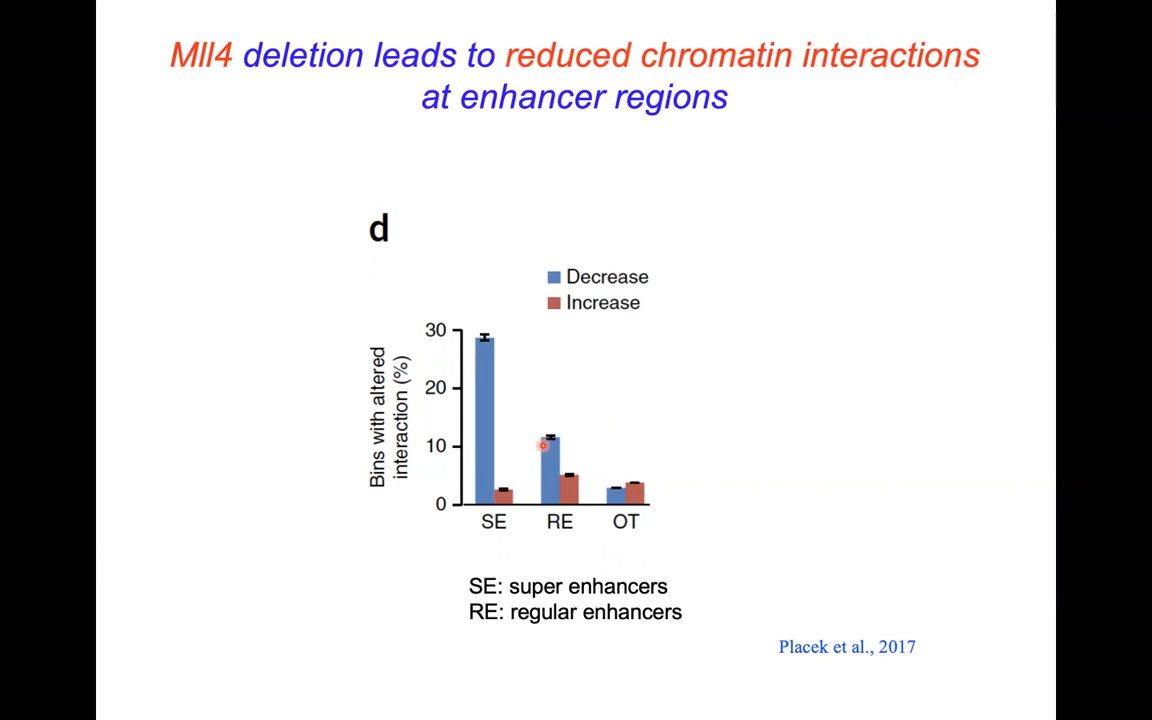 Mll4 deletion leads to reduced chromatin interactions
at enhancer regions
d
Decrease
Increase
Bins with altered
interaction (%)
30
20
10
0
SE RE OT
SE: super enhancers
RE: regular enhancers
Placek et al., 2017